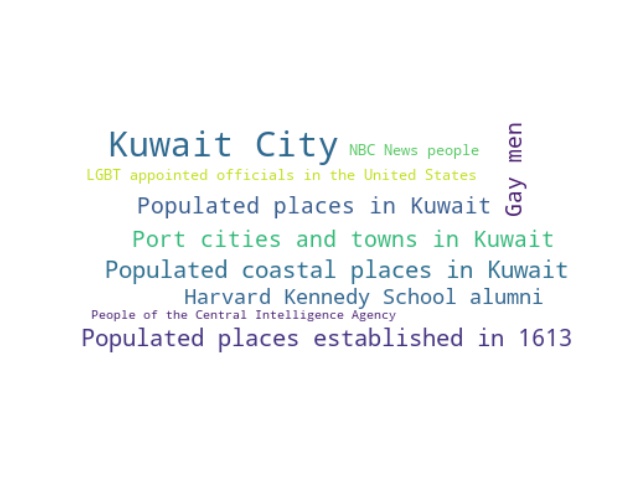 Kuwait City
NBC News people
Gay men
LGBT appointed officials in the United States
Populated places in Kuwait
Port cities and towns in Kuwait
Populated coastal places in Kuwait
Harvard Kennedy School alumni
People of the Central Intelligence Agency
Populated places established in 1613